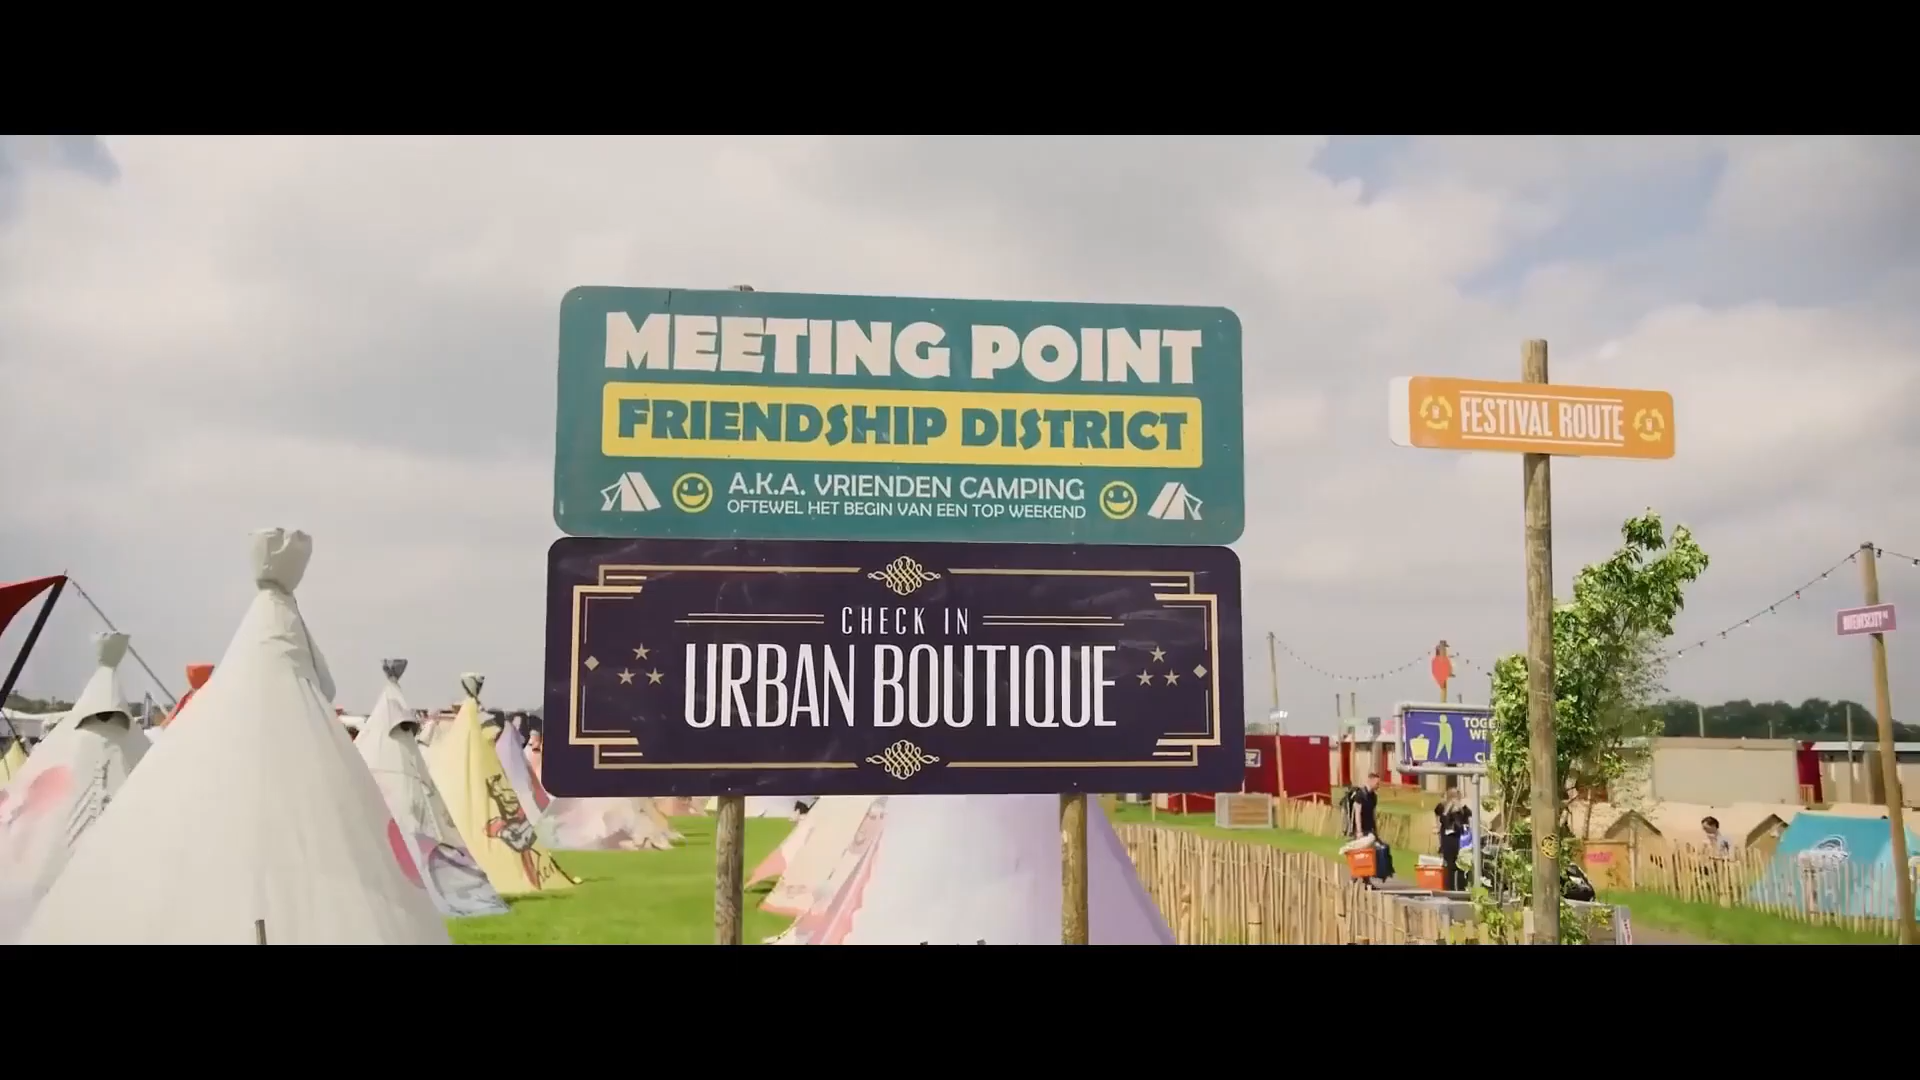 MEETING POINT
FRIENDSHIP DISTRICT
A.K.A. VRIENDEN CAMPING
OFTEWEL HET BEGIN VAN EEN TOP WEEKEND
CHECK IN
URBAN BOUTIQUE
FESTIVAL ROUTE